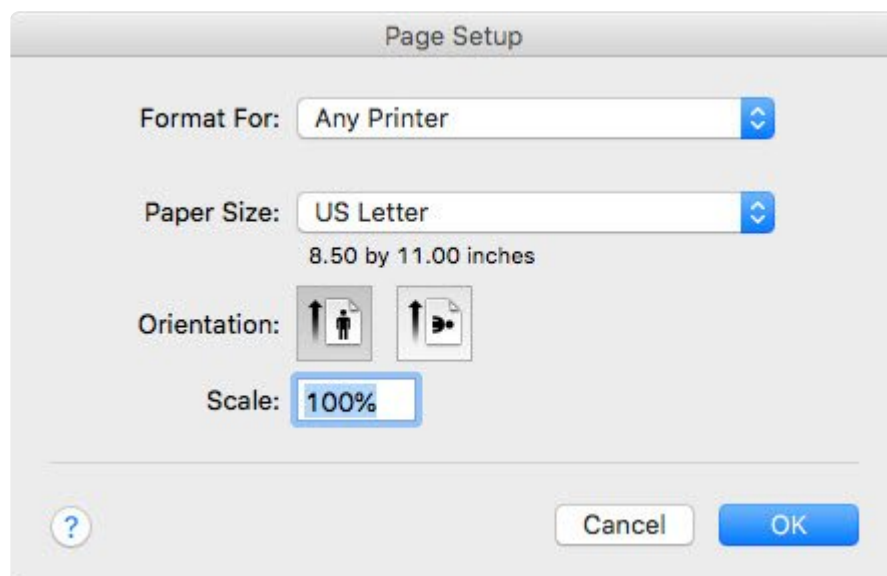 Page Setup
Format For: Any Printer
Paper Size: US Letter
8.50 by 11.00 inches
Orientation:
Scale: 100%
? Cancel OK